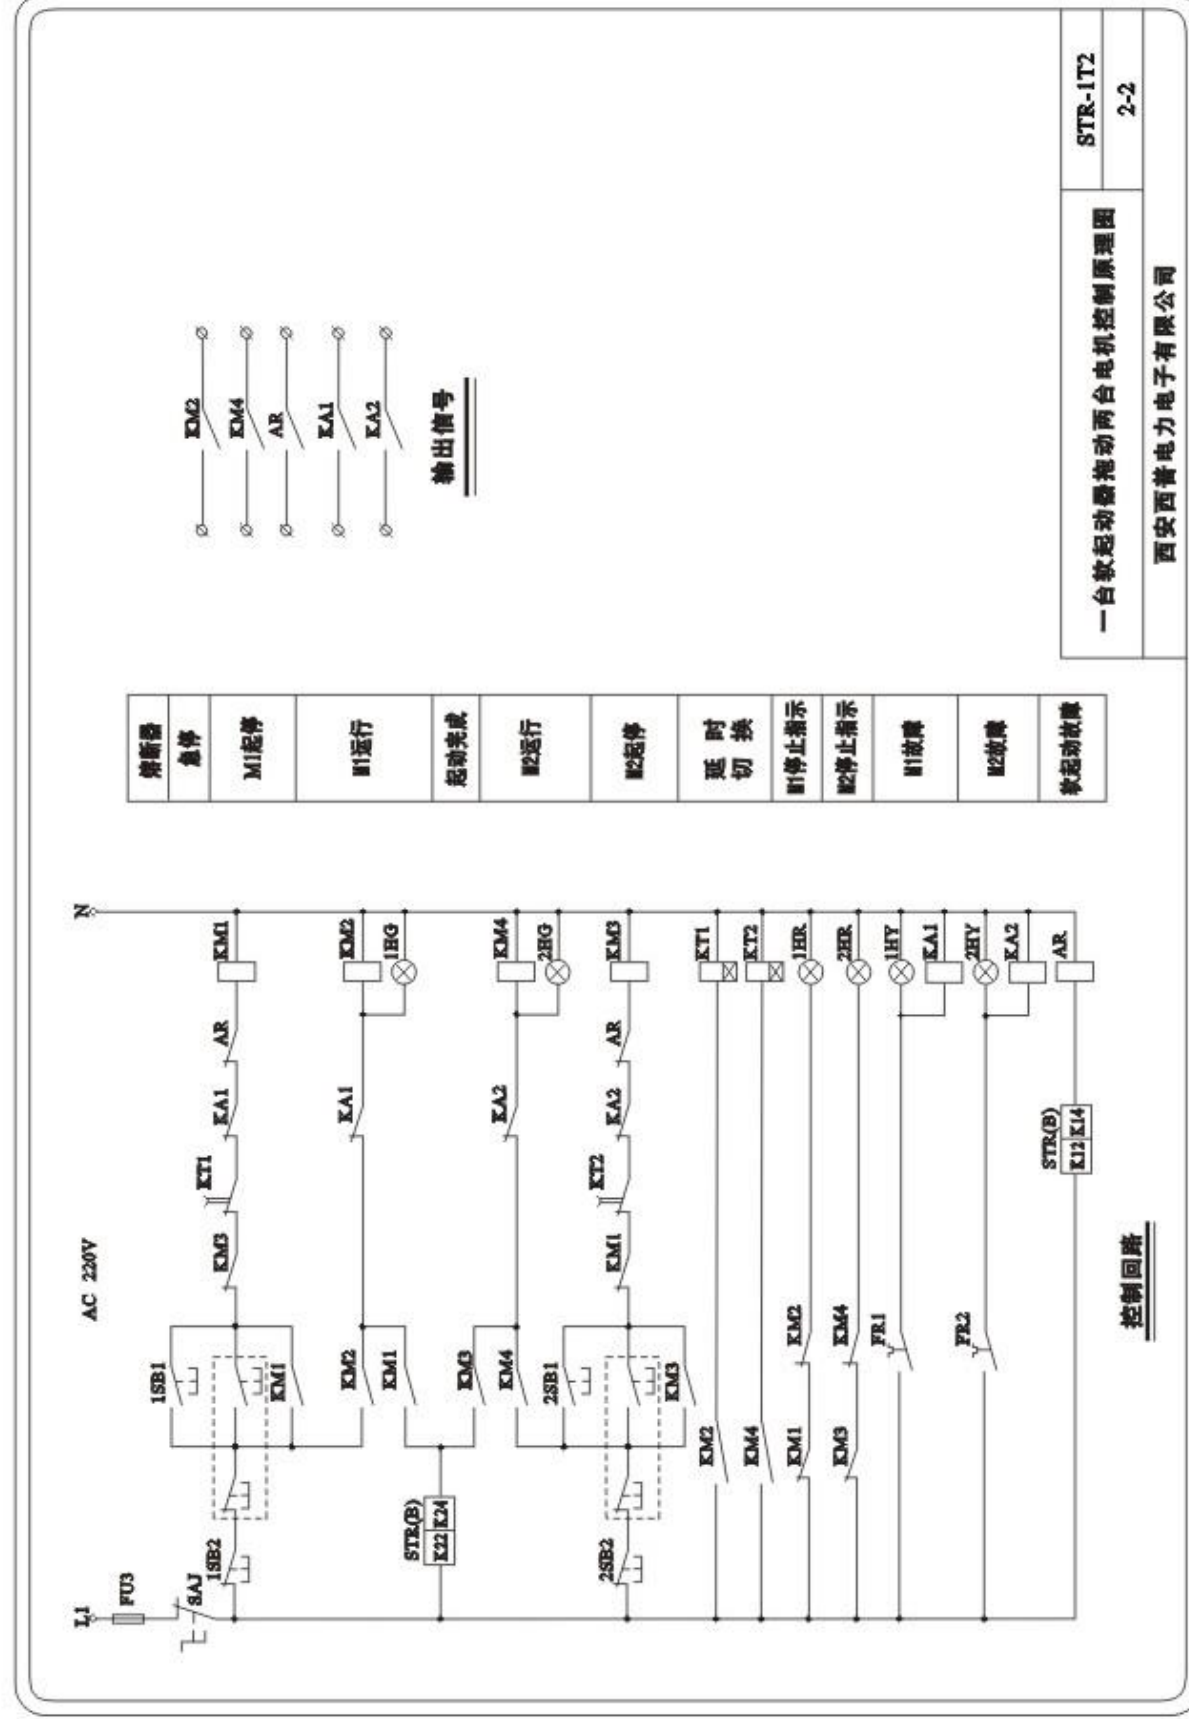 AC 220V
L1
FU3
SAJ
N
1SB2
1SB1
KM1
KM3
KT1
KA1
AR
KM1
KM2
KM1
KA1
KM2
1HG
STR(B)
K22 K24
KM3
KM4
KA2
KM4
2HG
2SB2
2SB1
KM3
KM1
KT2
KA2
AR
KM3
KM2
KT1
KM4
KT2
KM1
KM2
1HR
KM3
KM4
2HR
FR1
1HY
KA1
FR2
2HY
KA2
STR(B)
K12 K14
AR
控制回路
熔断器
急停
M1起停
M1运行
起动完成
M2运行
M2起停
延 时
切 换
M1停止指示
M2停止指示
M1故障
M2故障
软起动故障
KM2
KM4
AR
KA1
KA2
输出信号
一台软起动器拖动两台电机控制原理图
STR-1T2
2-2
西安西普电力电子有限公司